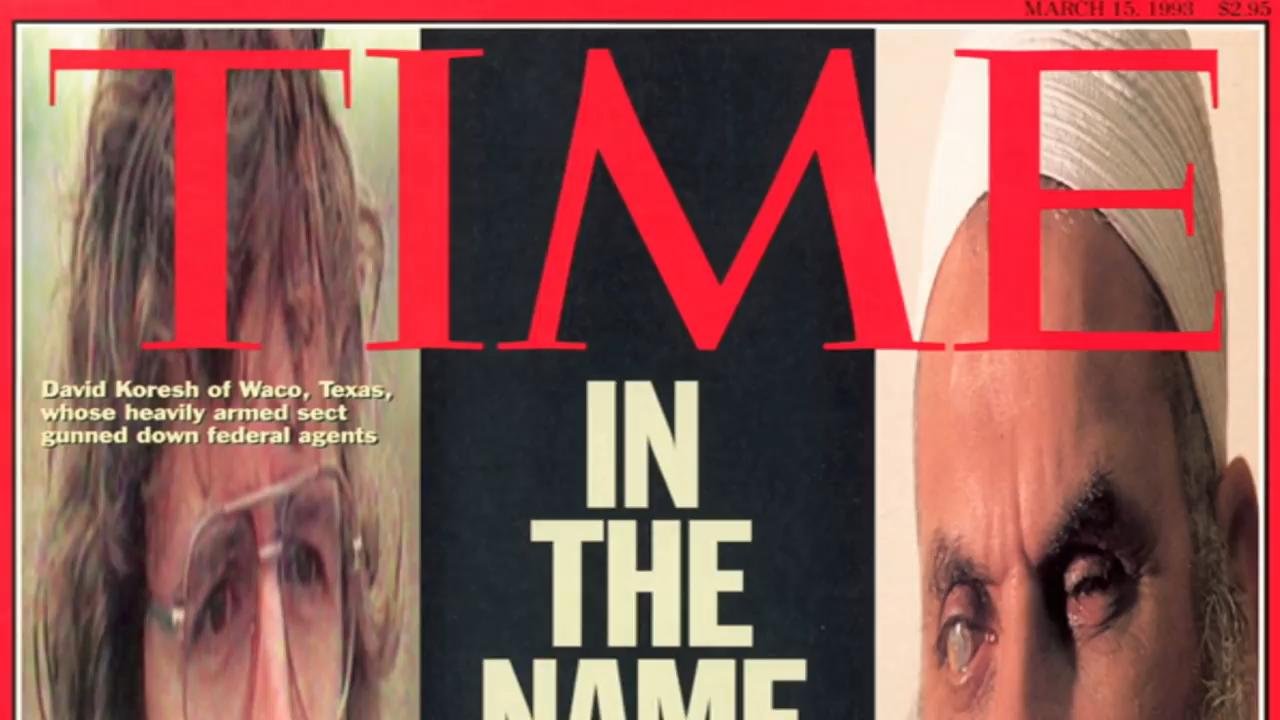 MARCH 15, 1993 $2.95
TIME
David Koresh of Waco, Texas,
whose heavily armed sect
gunned down federal agents
IN
THE
NAME